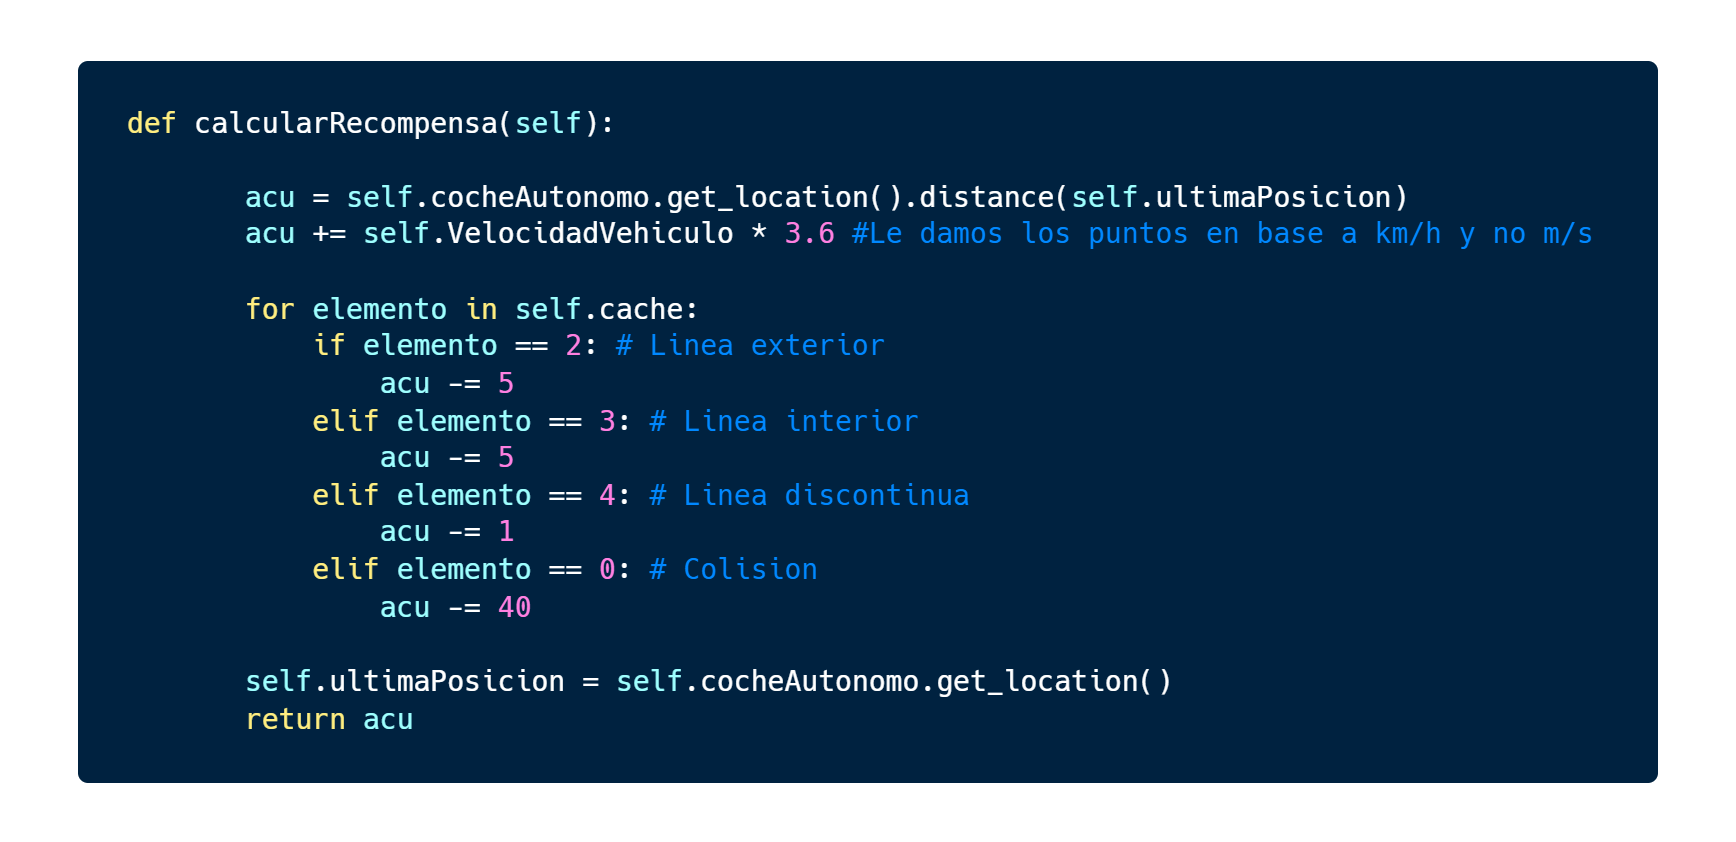 def calcularRecompensa(self):
acu = self.cocheAutonomo.get_location().distance(self.ultimaPosicion)
acu += self.VelocidadVehiculo * 3.6 #Le damos los puntos en base a km/h y no m/s
for elemento in self.cache:
if elemento == 2: # Linea exterior
acu -= 5
elif elemento == 3: # Linea interior
acu -= 5
elif elemento == 4: # Linea discontinua
acu -= 1
elif elemento == 0: # Colision
acu -= 40
self.ultimaPosicion = self.cocheAutonomo.get_location()
return acu